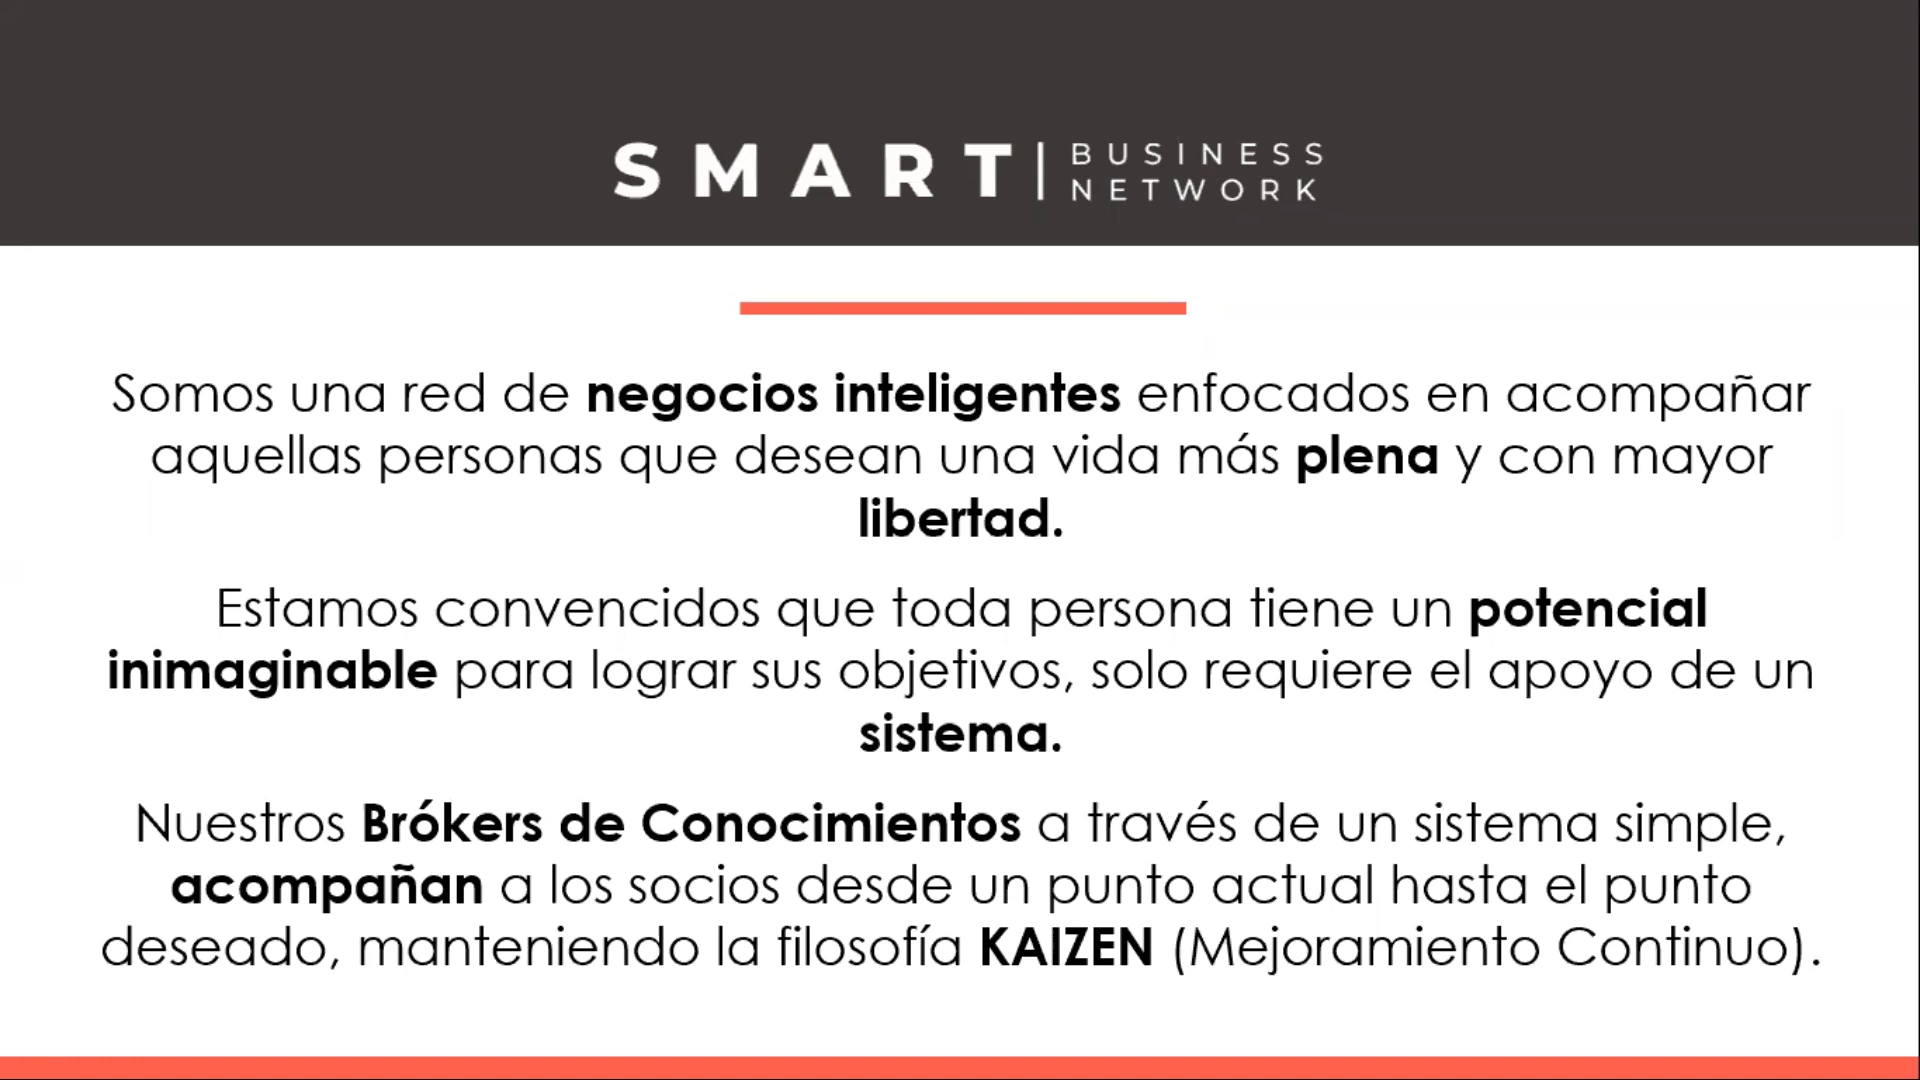 SMART | BUSINESS
NETWORK
Somos una red de negocios inteligentes enfocados en acompañar
aquellas personas que desean una vida más plena y con mayor
libertad.
Estamos convencidos que toda persona tiene un potencial
inimaginable para lograr sus objetivos, solo requiere el apoyo de un
sistema.
Nuestros Brókers de Conocimientos a través de un sistema simple,
acompañan a los socios desde un punto actual hasta el punto
deseado, manteniendo la filosofía KAIZEN (Mejoramiento Continuo).